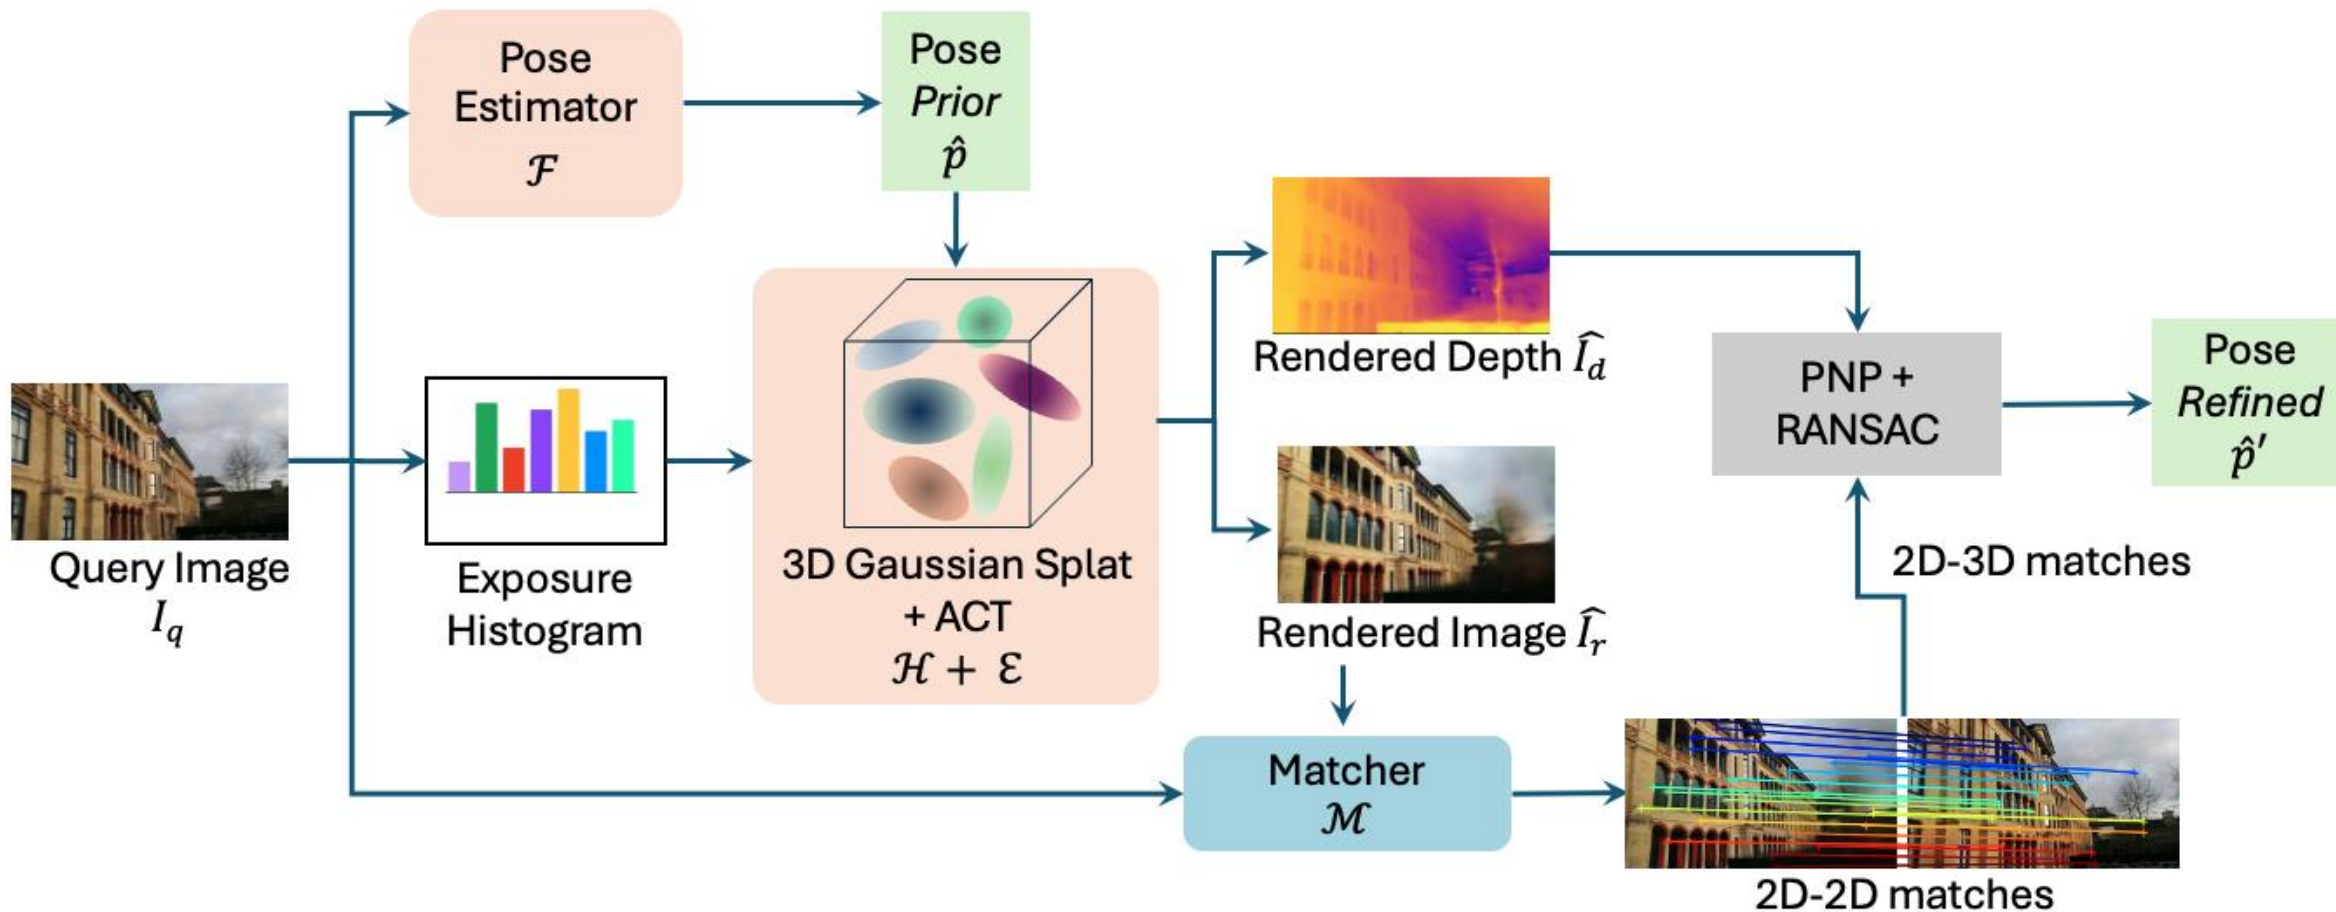 Pose
Estimator
ℱ
Pose
Prior
p̂
Query Image
I_q
Exposure
Histogram
3D Gaussian Splat
+ ACT
ℋ + ℰ
Rendered Depth Î_d
Rendered Image Î_r
Matcher
ℳ
2D-2D matches
2D-3D matches
PNP +
RANSAC
Pose
Refined
p̂′